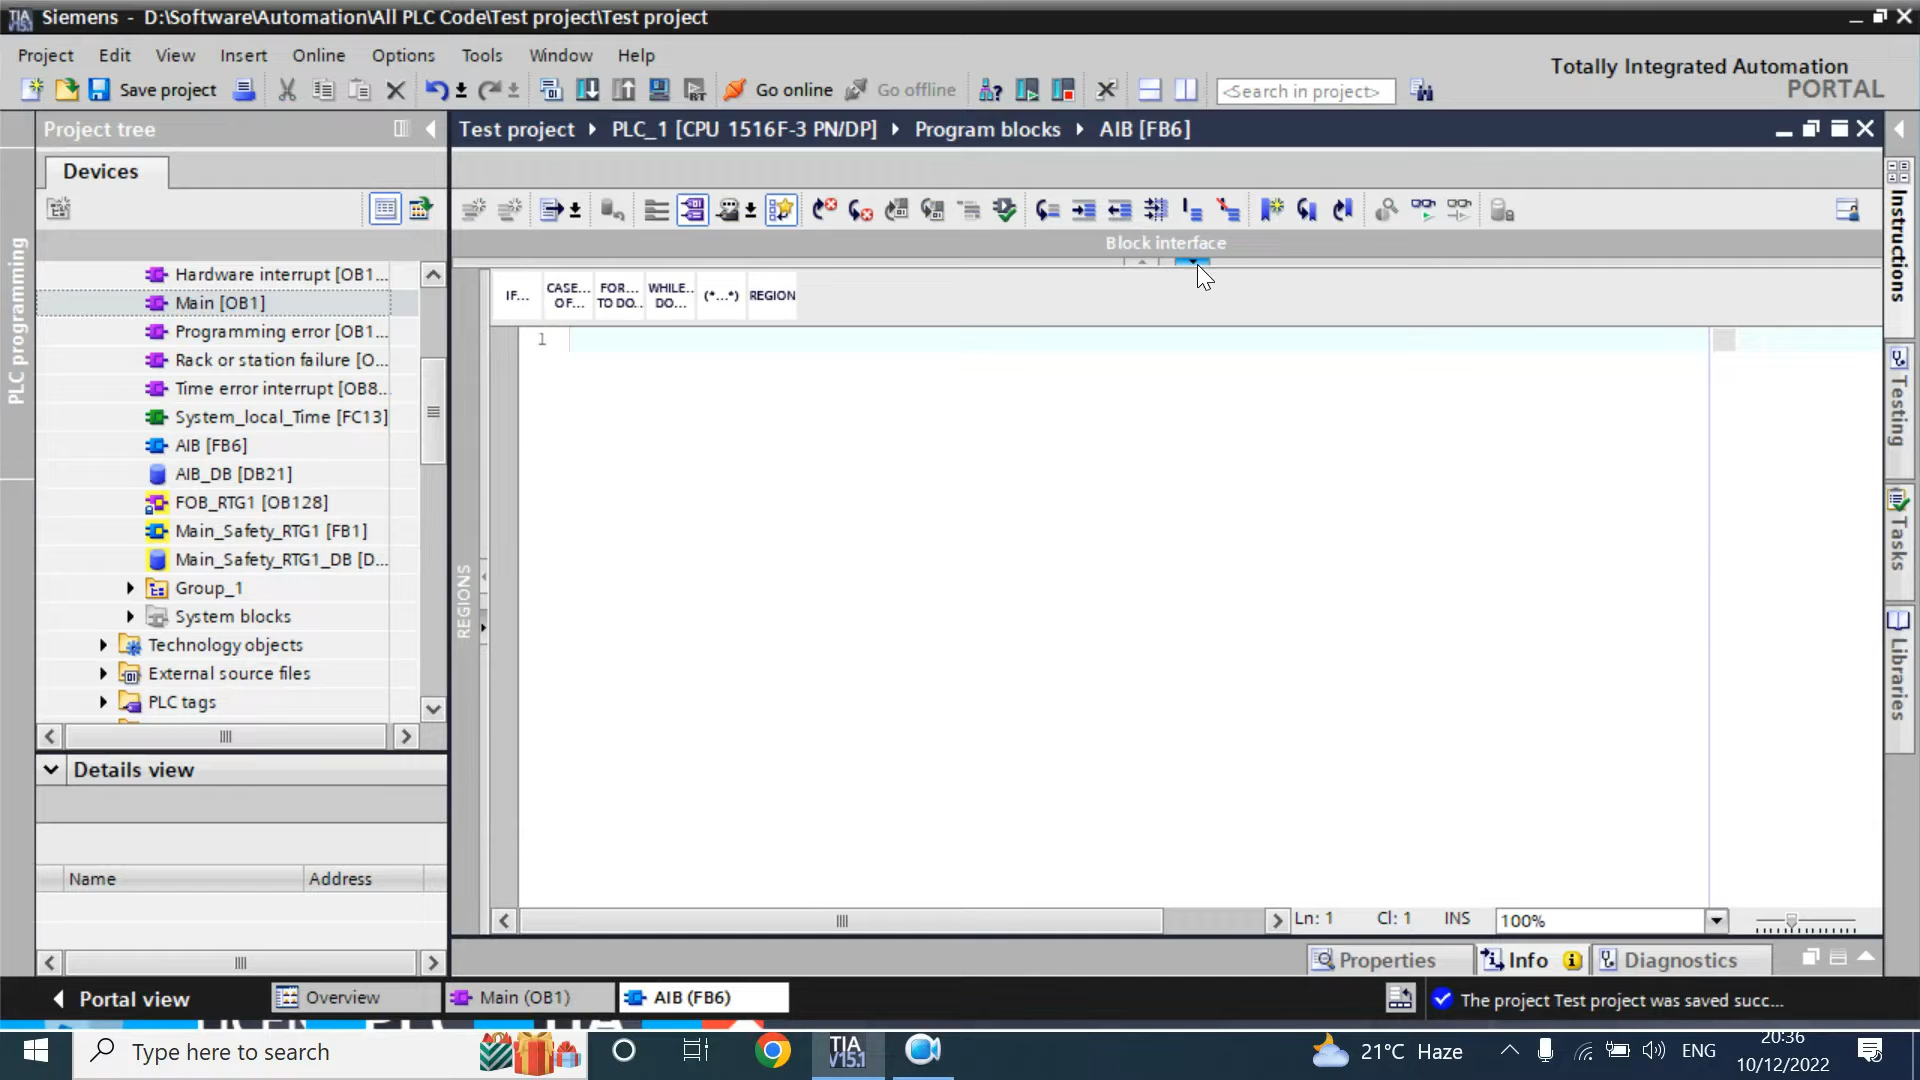 Siemens - D:\Software\Automation\All PLC Code\Test project\Test project
Project Edit View Insert Online Options Tools Window Help
Totally Integrated Automation
PORTAL
Save project
Go online
Go offline
<Search in project>
Project tree
Test project PLC_1 [CPU 1516F-3 PN/DP] Program blocks AIB [FB6]
Devices
Block interface
PLC programming
Hardware interrupt [OB1...
Main [OB1]
Programming error [OB1...
Rack or station failure [O...
Time error interrupt [OB8...
System_local_Time [FC13]
AIB [FB6]
AIB_DB [DB21]
FOB_RTG1 [OB128]
Main_Safety_RTG1 [FB1]
Main_Safety_RTG1_DB [D...
Group_1
System blocks
Technology objects
External source files
PLC tags
IF...
CASE...
OF...
FOR...
TO DO..
WHILE..
DO...
(*...*)
REGION
1
REGIONS
Instructions
Testing
Tasks
Libraries
Details view
Name Address
Ln: 1 Cl: 1 INS 100%
Properties Info Diagnostics
Portal view Overview Main (OB1) AIB (FB6)
The project Test project was saved succ...
TIA
V15.1
Type here to search
21°C Haze
ENG
20:36
10/12/2022